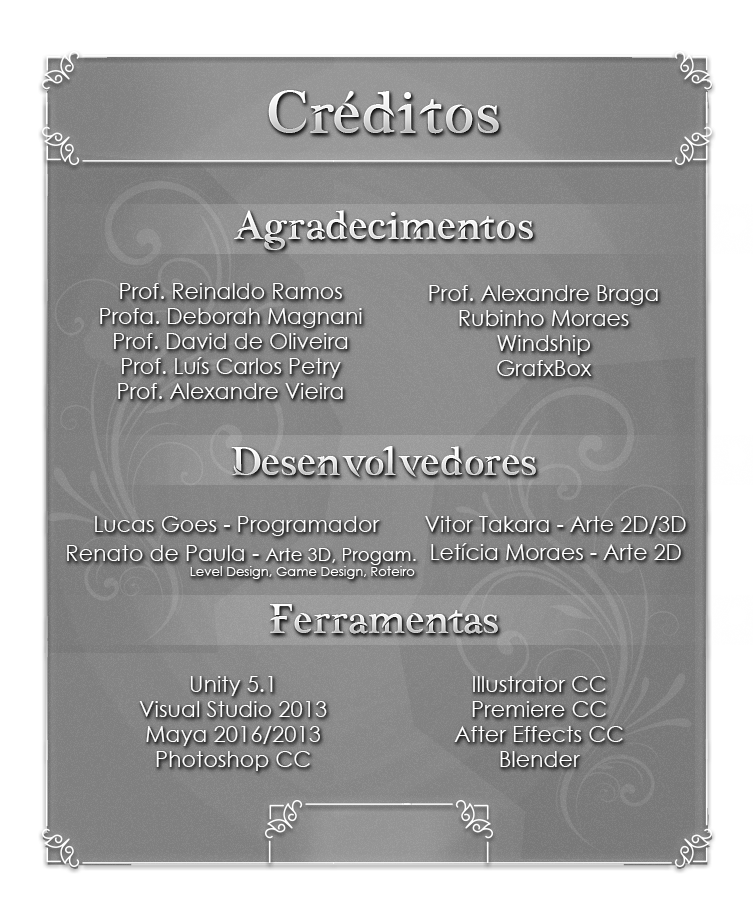 Créditos
Agradecimentos
Prof. Reinaldo Ramos
Profa. Deborah Magnani
Prof. David de Oliveira
Prof. Luís Carlos Petry
Prof. Alexandre Vieira
Prof. Alexandre Braga
Rubinho Moraes
Windship
GrafxBox
Desenvolvedores
Lucas Goes - Programador
Renato de Paula - Arte 3D, Progam.
Level Design, Game Design, Roteiro
Vitor Takara - Arte 2D/3D
Letícia Moraes - Arte 2D
Ferramentas
Unity 5.1
Visual Studio 2013
Maya 2016/2013
Photoshop CC
Illustrator CC
Premiere CC
After Effects CC
Blender